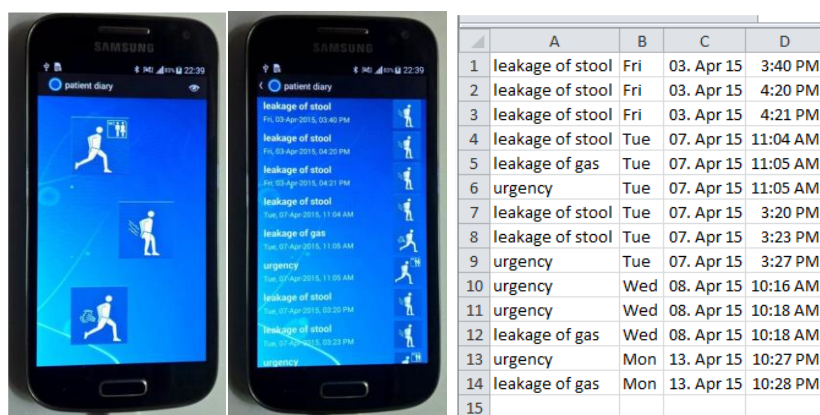 SAMSUNG
22:39
patient diary
SAMSUNG
22:39
patient diary
leakage of stool
Fri, 03-Apr-2015, 03:40 PM
leakage of stool
Fri, 03-Apr-2015, 04:20 PM
leakage of stool
Fri, 03-Apr-2015, 04:21 PM
leakage of stool
Tue, 07-Apr-2015, 11:04 AM
leakage of gas
Tue, 07-Apr-2015, 11:05 AM
urgency
Tue, 07-Apr-2015, 11:05 AM
leakage of stool
Tue, 07-Apr-2015, 03:20 PM
leakage of stool
Tue, 07-Apr-2015, 03:23 PM
urgency
A B C D
1 leakage of stool Fri 03. Apr 15 3:40 PM
2 leakage of stool Fri 03. Apr 15 4:20 PM
3 leakage of stool Fri 03. Apr 15 4:21 PM
4 leakage of stool Tue 07. Apr 15 11:04 AM
5 leakage of gas Tue 07. Apr 15 11:05 AM
6 urgency Tue 07. Apr 15 11:05 AM
7 leakage of stool Tue 07. Apr 15 3:20 PM
8 leakage of stool Tue 07. Apr 15 3:23 PM
9 urgency Tue 07. Apr 15 3:27 PM
10 urgency Wed 08. Apr 15 10:16 AM
11 urgency Wed 08. Apr 15 10:18 AM
12 leakage of gas Wed 08. Apr 15 10:18 AM
13 urgency Mon 13. Apr 15 10:27 PM
14 leakage of gas Mon 13. Apr 15 10:28 PM
15